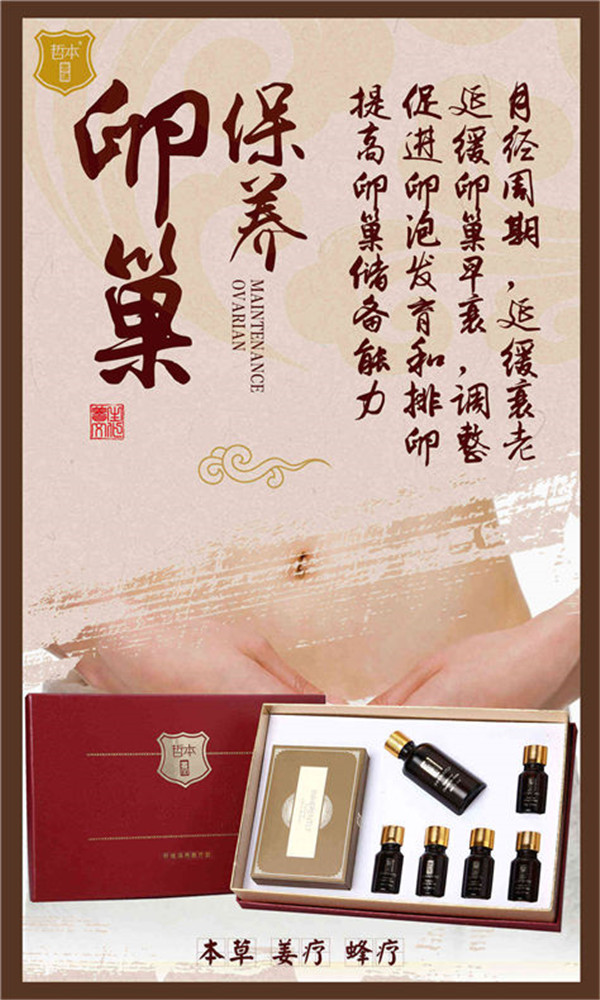 哲本
保养
卵巢
MAINTENANCE
OVARIAN
月经周期，延缓衰老
延缓卵巢早衰，调整
促进卵泡发育和排卵
提高卵巢储备能力
哲本
本草 姜疗 蜂疗